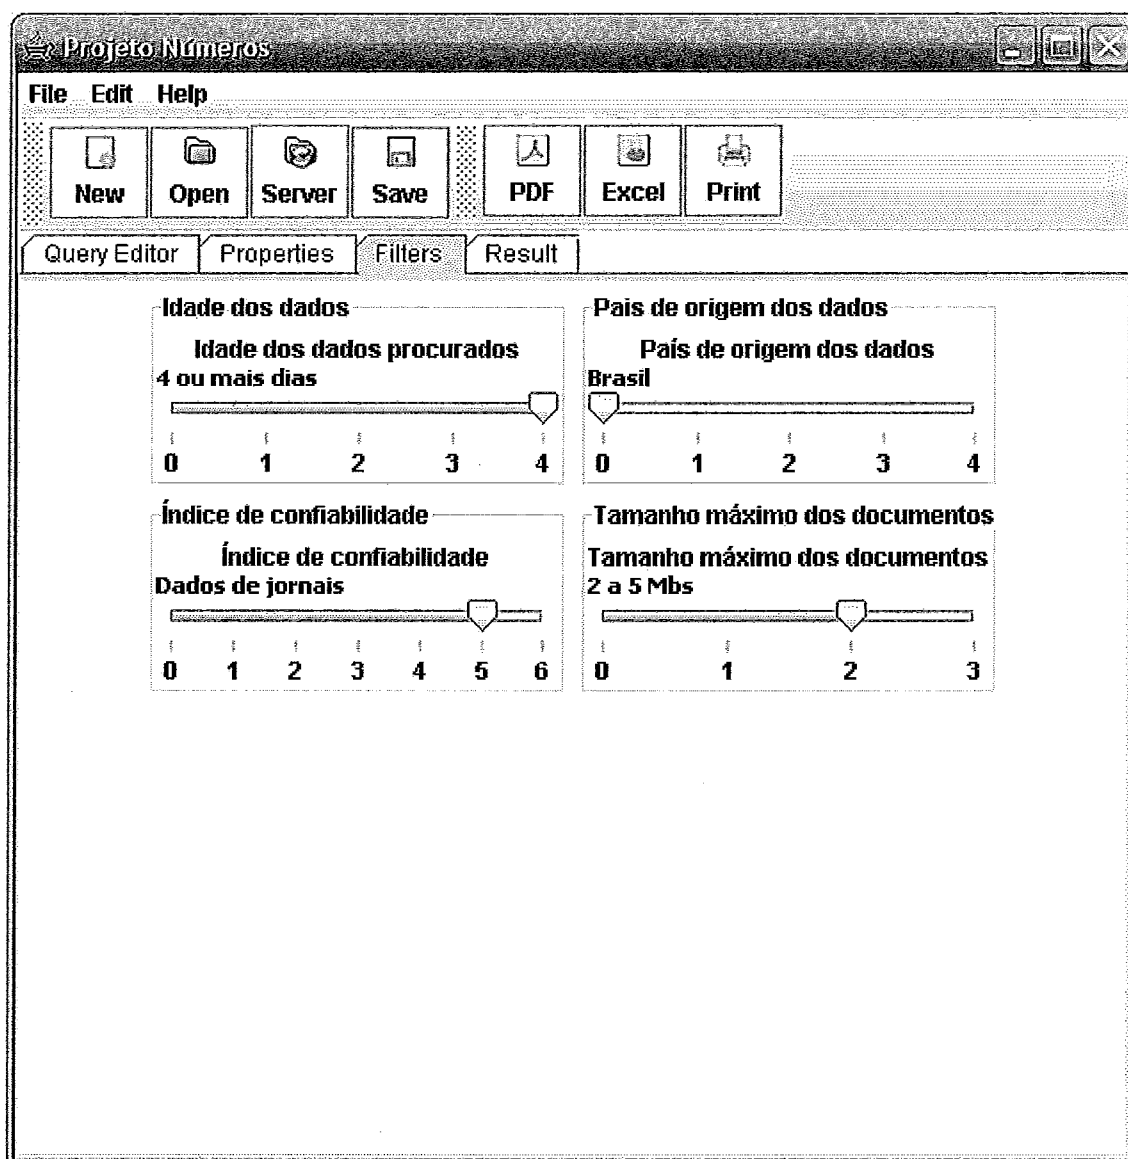 Projeto Números
File Edit Help
New Open Server Save PDF Excel Print
Query Editor Properties Filters Result
Idade dos dados
Idade dos dados procurados
4 ou mais dias
0 1 2 3 4
Pais de origem dos dados
País de origem dos dados
Brasil
0 1 2 3 4
Índice de confiabilidade
Índice de confiabilidade
Dados de jornais
0 1 2 3 4 5 6
Tamanho máximo dos documentos
Tamanho máximo dos documentos
2 a 5 Mbs
0 1 2 3